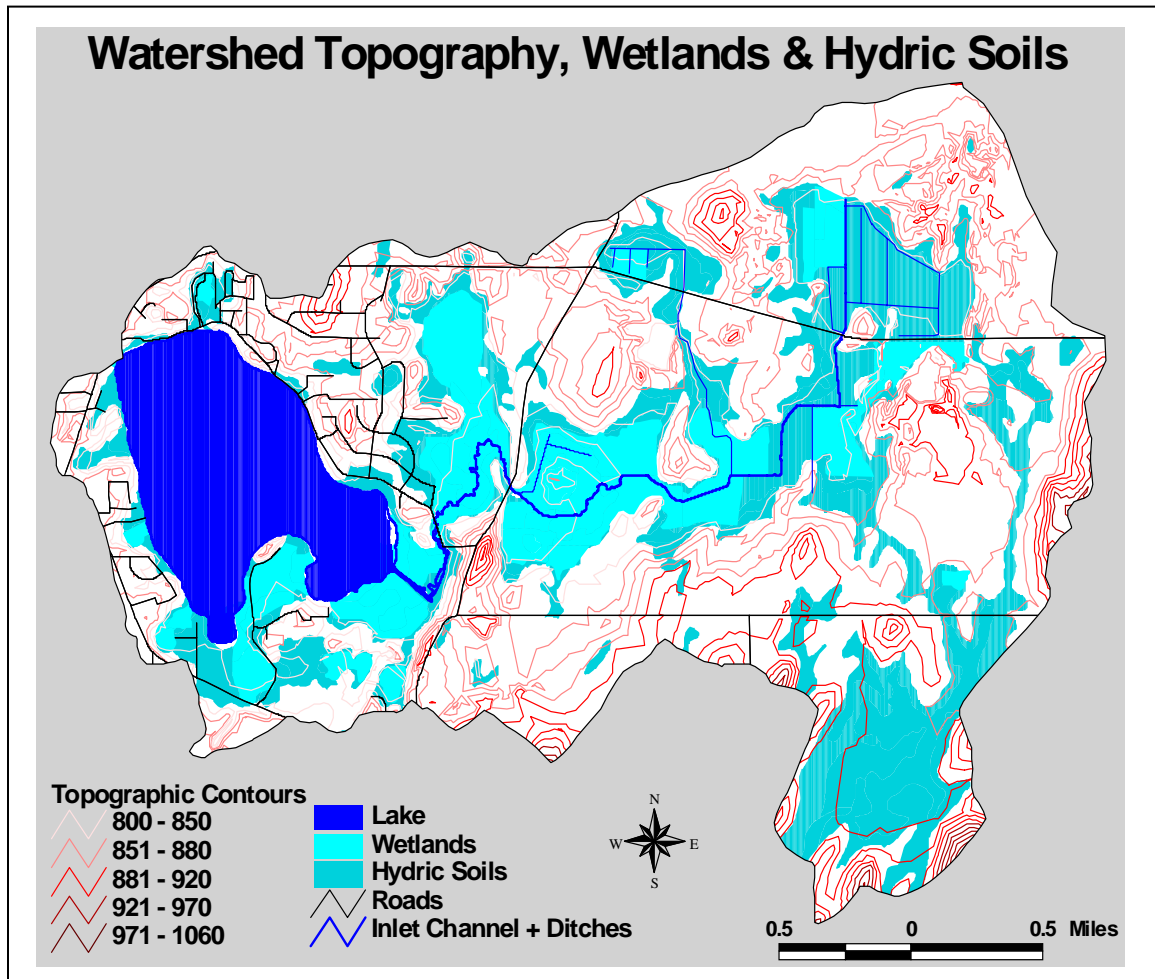 Watershed Topography, Wetlands & Hydric Soils
Topographic Contours
800 - 850
851 - 880
881 - 920
921 - 970
971 - 1060
Lake
Wetlands
Hydric Soils
Roads
Inlet Channel + Ditches
N
W E
S
0.5 0 0.5 Miles